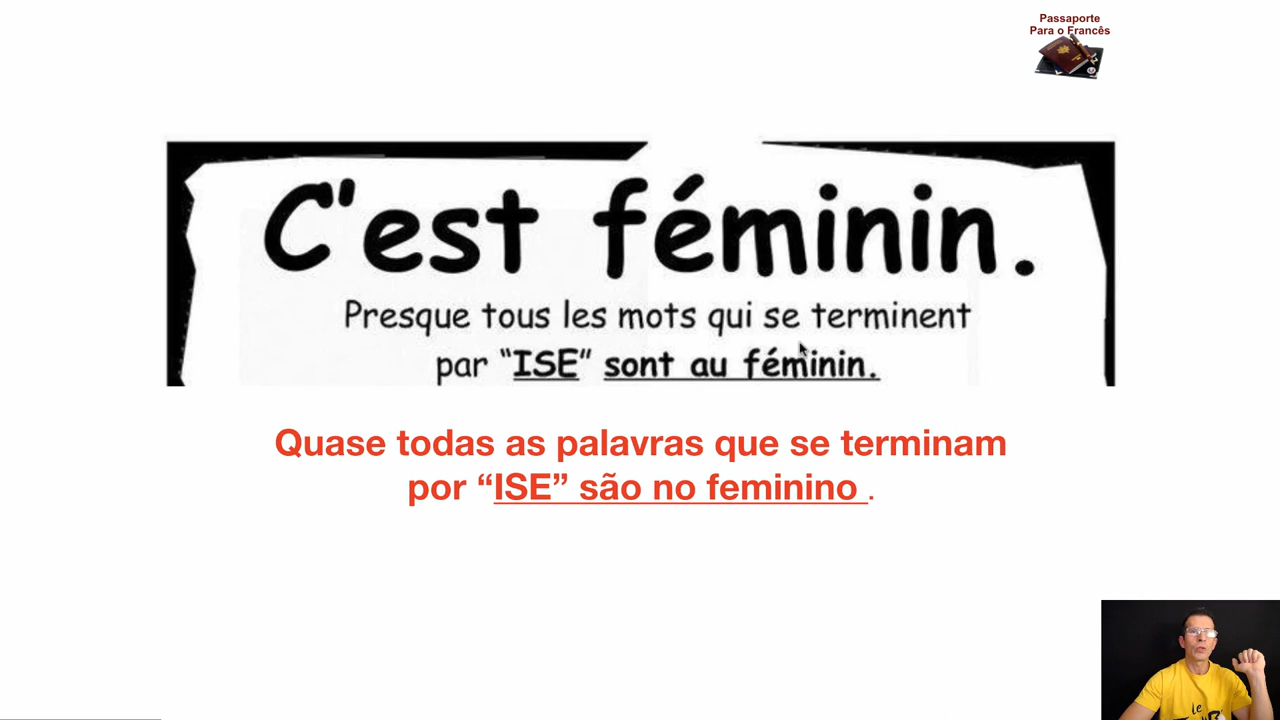 Passaporte
Para o Francês
C'est féminin.
Presque tous les mots qui se terminent
par "ISE" sont au féminin.
Quase todas as palavras que se terminam
por “ISE” são no feminino .
le